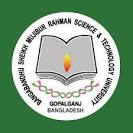 BANGABANDHU SHEIKH MUJIBUR RAHMAN SCIENCE & TECHNOLOGY UNIVERSITY
GOPALGANJ
BANGLADESH